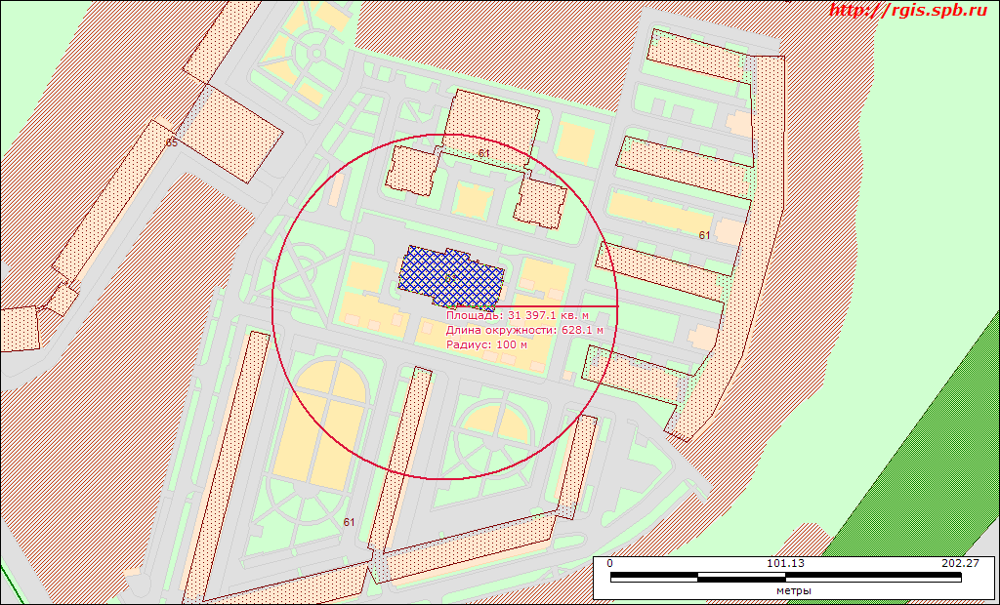 http://rgis.spb.ru
65
61
61
Площадь: 31 397.1 кв. м
Длина окружности: 628.1 м
Радиус: 100 м
61
0 101.13 202.27
метры